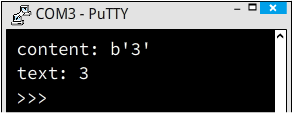 COM3 - PuTTY
content: b'3'
text: 3
>>>